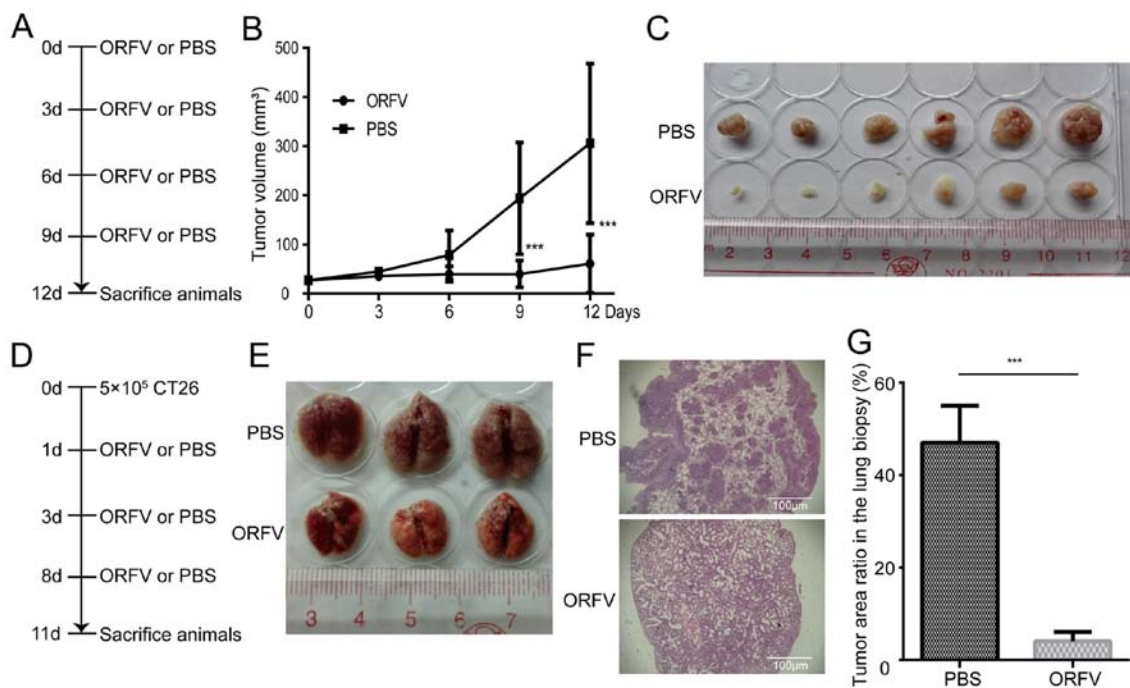 A
0d ORFV or PBS
3d ORFV or PBS
6d ORFV or PBS
9d ORFV or PBS
12d Sacrifice animals
B
Tumor volume (mm³)
500
400
300
200
100
0
ORFV
PBS
***
***
0 3 6 9 12 Days
C
PBS
ORFV
2 3 4 5 6 7 8 9 10 11 12
D
0d 5×10⁵ CT26
1d ORFV or PBS
3d ORFV or PBS
8d ORFV or PBS
11d Sacrifice animals
E
PBS
ORFV
3 4 5 6 7
F
PBS
100μm
ORFV
100μm
G
Tumor area ratio in the lung biopsy (%)
60
40
20
0
***
PBS ORFV